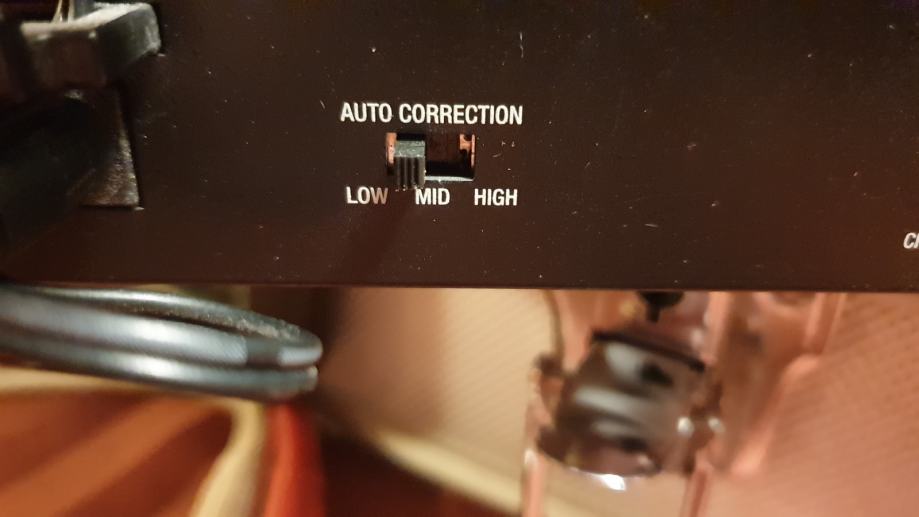 AUTO CORRECTION
LOW MID HIGH